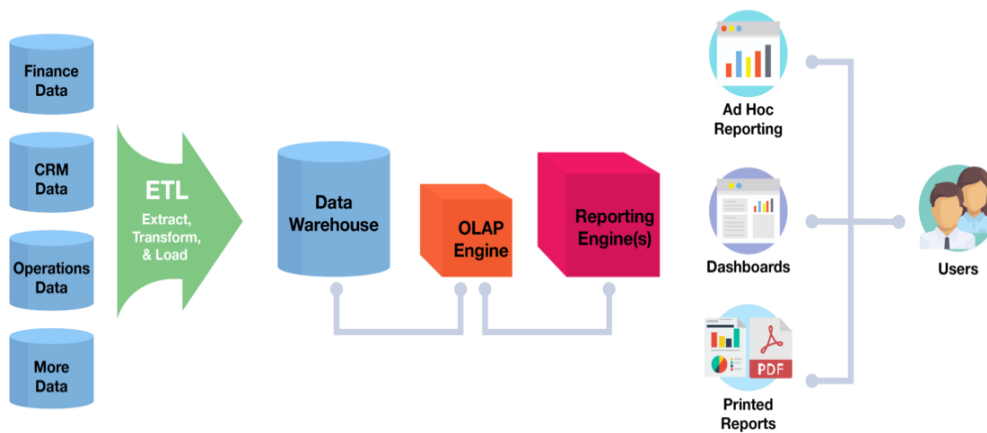 Finance
Data
CRM
Data
Operations
Data
More
Data
ETL
Extract,
Transform,
& Load
Data
Warehouse
OLAP
Engine
Reporting
Engine(s)
Ad Hoc
Reporting
Dashboards
PDF
Printed
Reports
Users